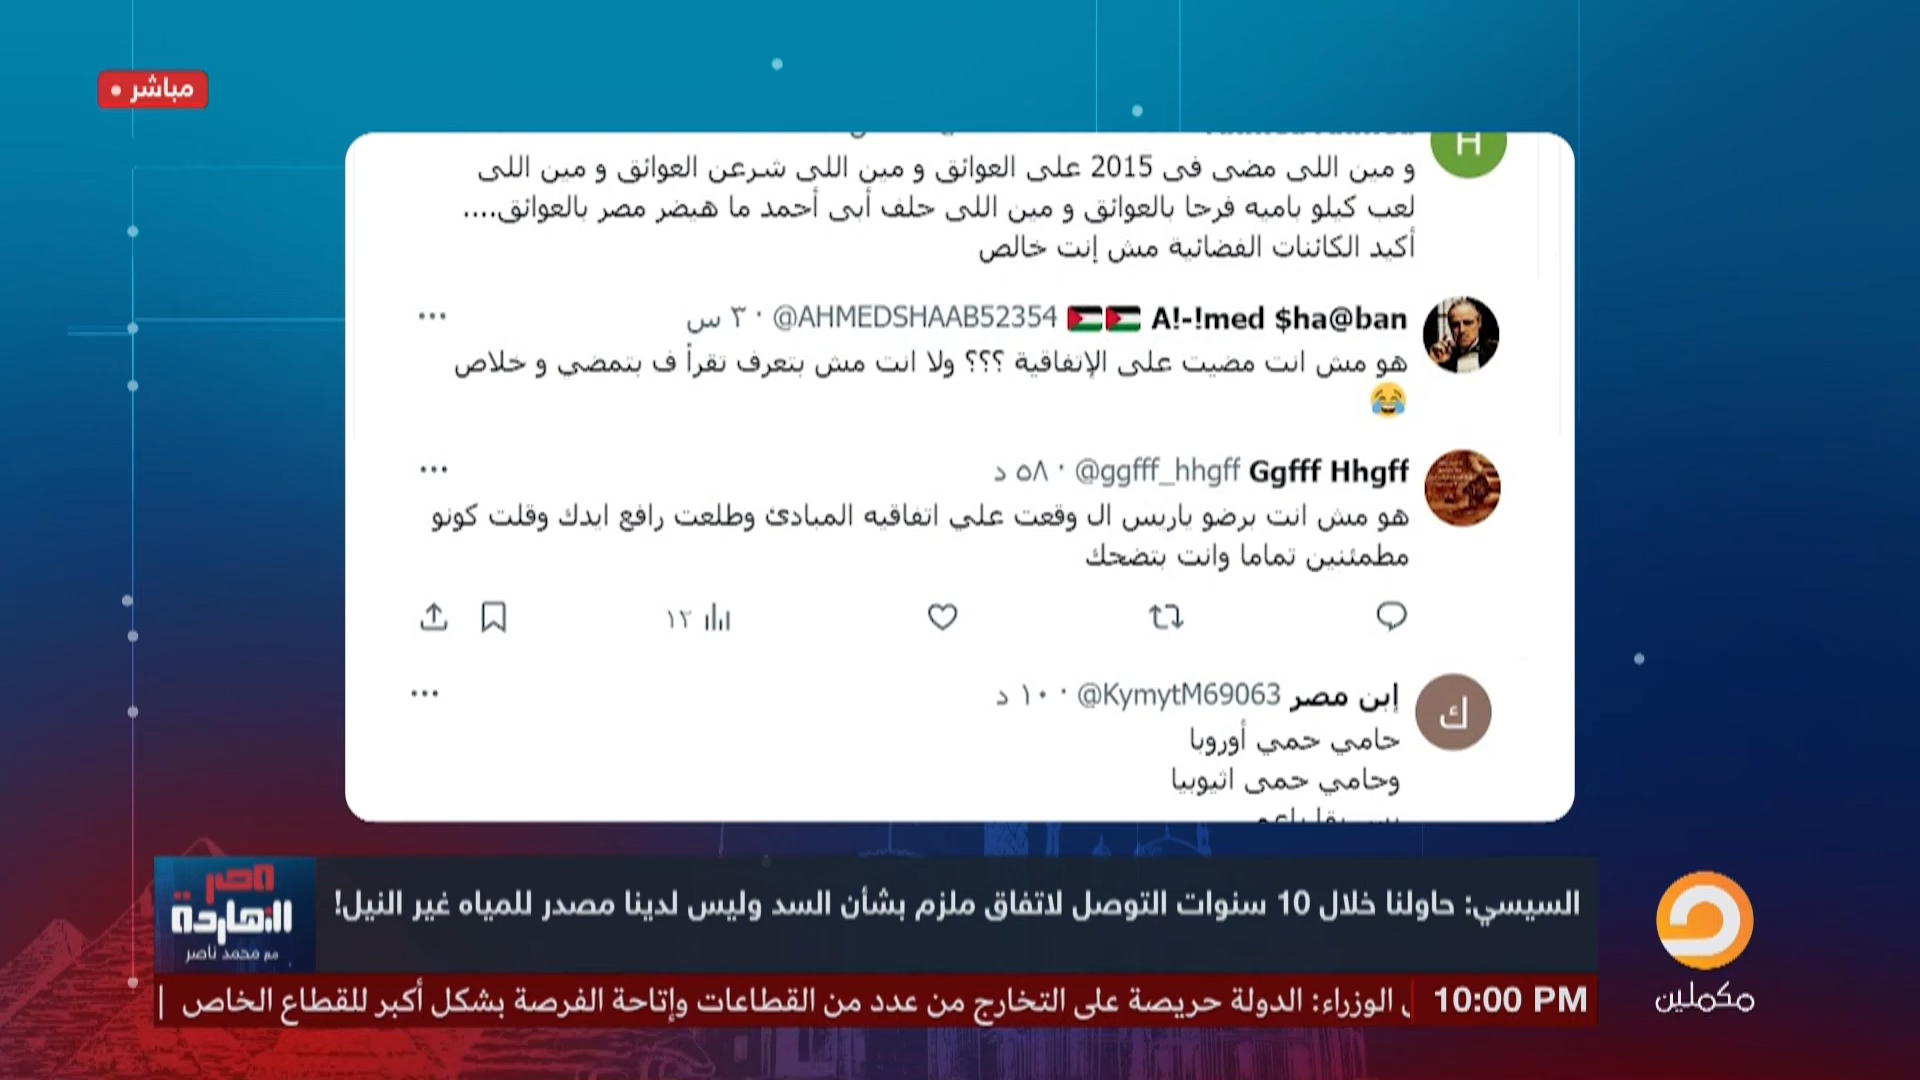 مباشر
H
و مين اللى مضى فى 2015 على العوائق و مين اللى شرعن العوائق و مين اللى
لعب كيلو باميه فرحا بالعوائق و مين اللى حلف أبى أحمد ما هيضر مصر بالعوائق....
أكيد الكائنات الفضائية مش إنت خالص
A!-!med $ha@ban 🇵🇸🇵🇸 @AHMEDSHAAB52354 · ٣ س
هو مش انت مضيت على الإتفاقية ؟؟؟ ولا انت مش بتعرف تقرأ ف بتمضي و خلاص
😂
Ggfff Hhgff @ggfff_hhgff · ٥٨ د
هو مش انت برضو ياريس ال وقعت علي اتفاقيه المبادئ وطلعت رافع ايدك وقلت كونو
مطمئنين تماما وانت بتضحك
١٢
ك
إبن مصر @KymytM69063 · ١٠ د
حامي حمي أوروبا
وحامي حمى اثيوبيا
السيسي: حاولنا خلال 10 سنوات التوصل لاتفاق ملزم بشأن السد وليس لدينا مصدر للمياه غير النيل!
مصر
النهاردة
مع محمد ناصر
10:00 PM
الوزراء: الدولة حريصة على التخارج من عدد من القطاعات وإتاحة الفرصة بشكل أكبر للقطاع الخاص |
مكملين